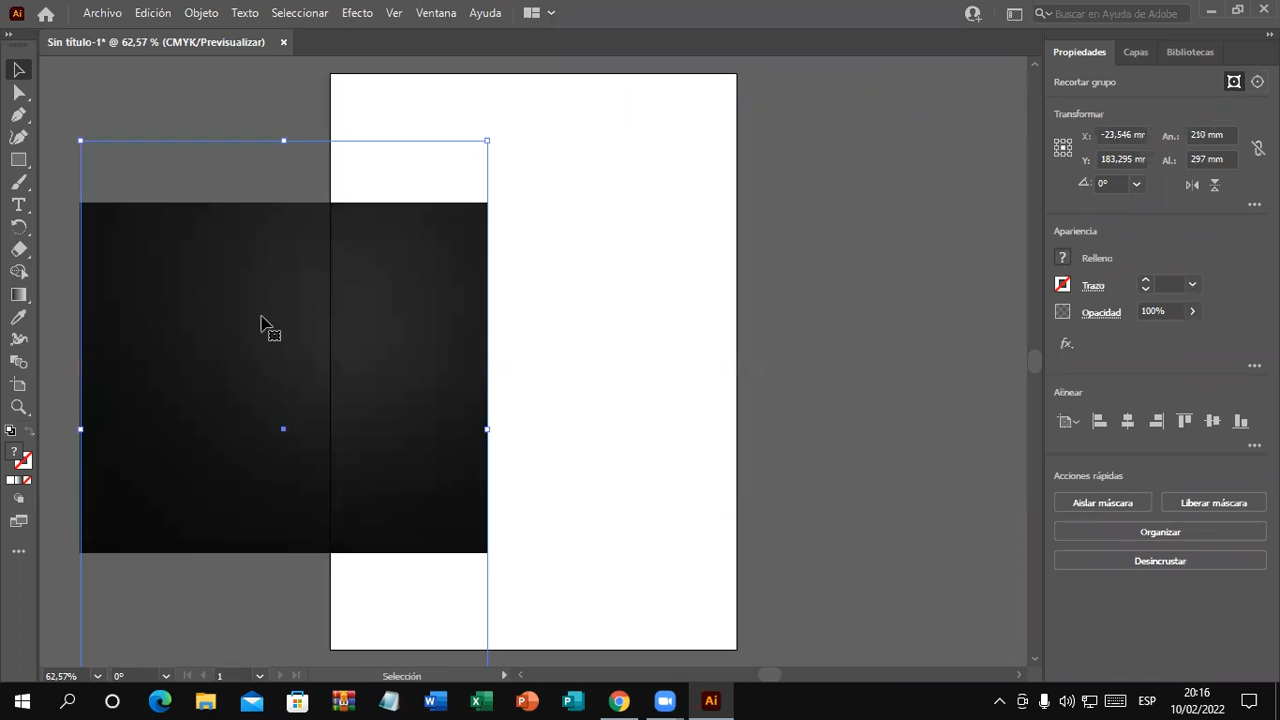 Ai Archivo Edición Objeto Texto Seleccionar Efecto Ver Ventana Ayuda Buscar en Ayuda de Adobe
Sin título-1* @ 62,57 % (CMYK/Previsualizar)
Propiedades Capas Bibliotecas
Recortar grupo
Transformar
X: -23,546 mr An.: 210 mm
Y: 183,295 mr Al.: 297 mm
0°
Apariencia
? Relleno
Trazo
Opacidad 100%
fx.
Alinear
Acciones rápidas
Aislar máscara Liberar máscara
Organizar
Desincrustar
62,57% 0° 1 Selección
ESP
20:16
10/02/2022